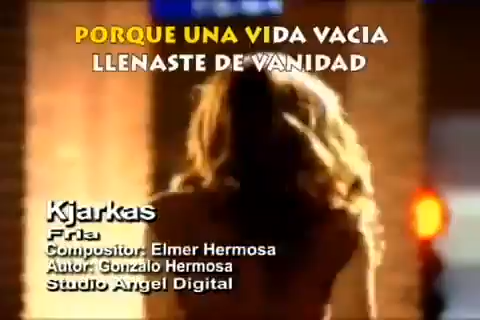 PORQUE UNA VIDA VACIA
LLENASTE DE VANIDAD
Kjarkas
Fria
Compositor: Elmer Hermosa
Autor: Gonzalo Hermosa
Studio Angel Digital